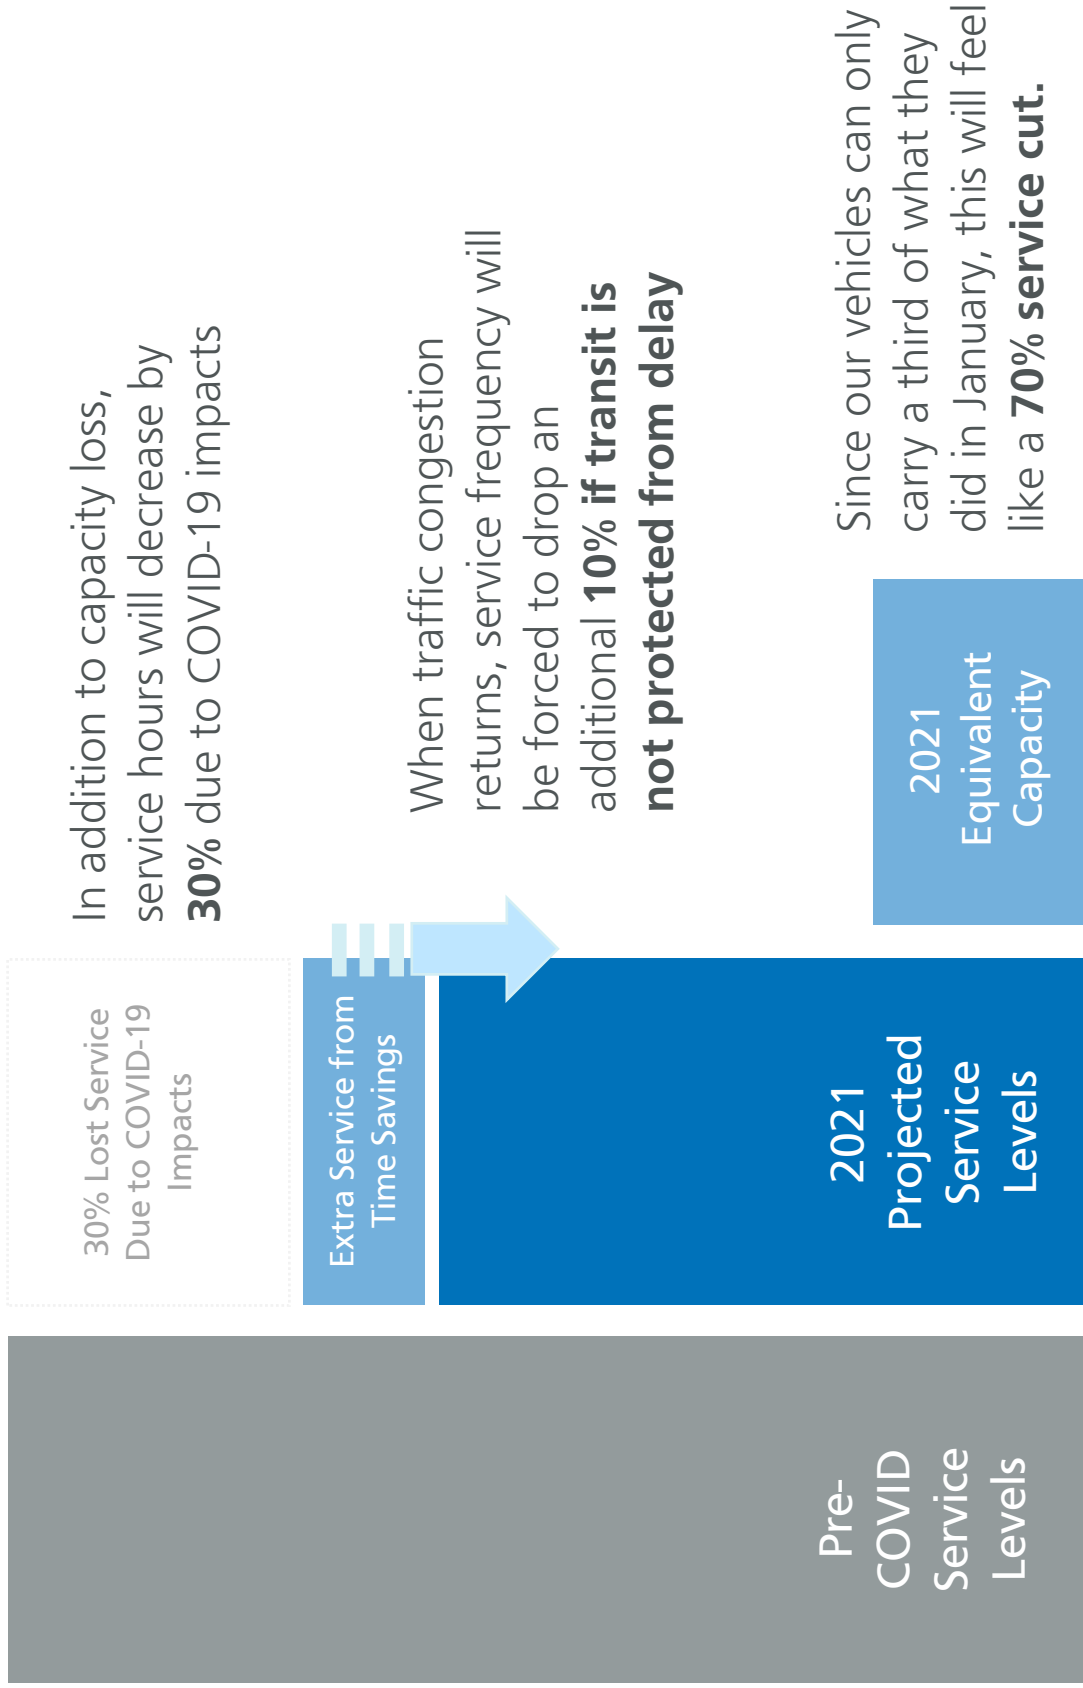 Pre-
COVID
Service
Levels
30% Lost Service
Due to COVID-19
Impacts
Extra Service from
Time Savings
2021
Projected
Service
Levels
2021
Equivalent
Capacity
In addition to capacity loss,
service hours will decrease by
30% due to COVID-19 impacts
When traffic congestion
returns, service frequency will
be forced to drop an
additional 10% if transit is
not protected from delay
Since our vehicles can only
carry a third of what they
did in January, this will feel
like a 70% service cut.